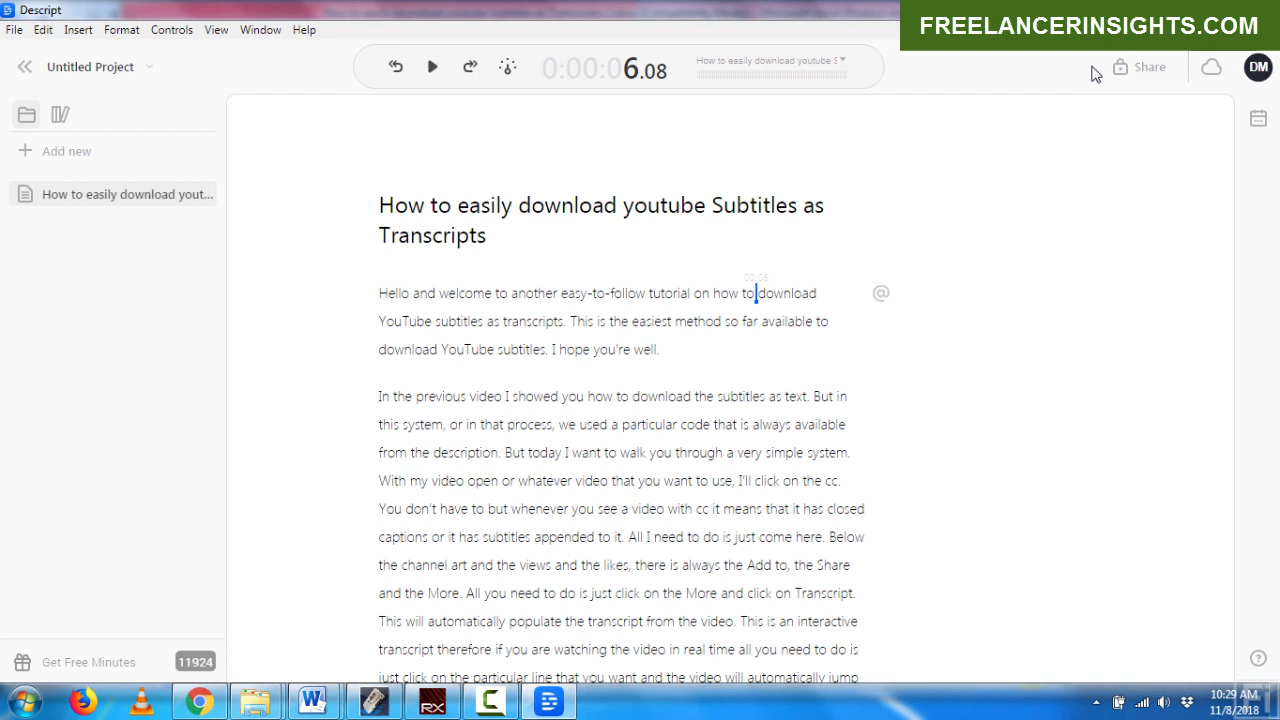 Descript
FREELANCERINSIGHTS.COM
File Edit Insert Format Controls View Window Help
Untitled Project
0:00:06.08
How to easily download youtube S
Share
DM
Add new
How to easily download yout...
How to easily download youtube Subtitles as
Transcripts
00:06
Hello and welcome to another easy-to-follow tutorial on how to download
@
YouTube subtitles as transcripts. This is the easiest method so far available to
download YouTube subtitles. I hope you're well.
In the previous video I showed you how to download the subtitles as text. But in
this system, or in that process, we used a particular code that is always available
from the description. But today I want to walk you through a very simple system.
With my video open or whatever video that you want to use, I'll click on the cc.
You don't have to but whenever you see a video with cc it means that it has closed
captions or it has subtitles appended to it. All I need to do is just come here. Below
the channel art and the views and the likes, there is always the Add to, the Share
and the More. All you need to do is just click on the More and click on Transcript.
This will automatically populate the transcript from the video. This is an interactive
transcript therefore if you are watching the video in real time all you need to do is
just click on the particular line that you want and the video will automatically jump
Get Free Minutes
11924
10:29 AM
11/8/2018